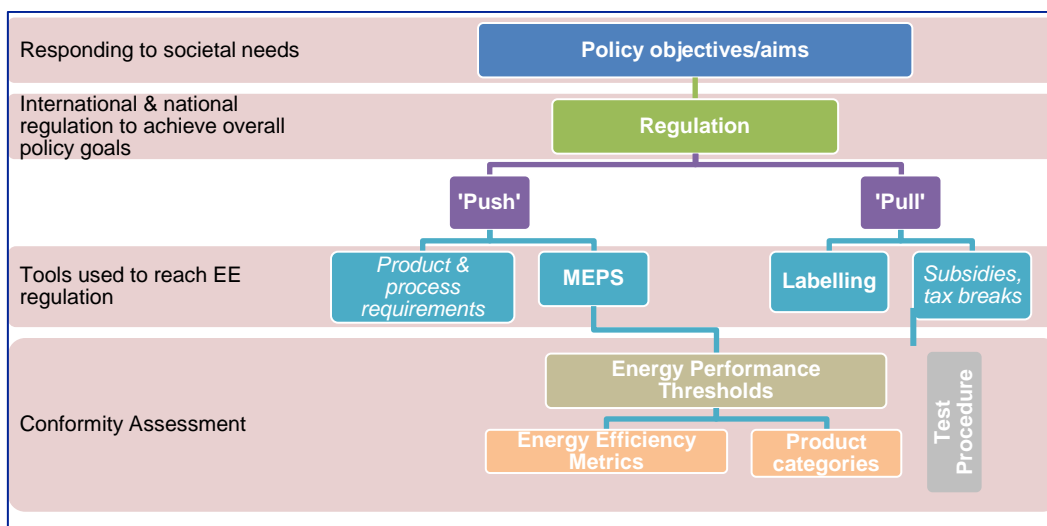 Responding to societal needs
Policy objectives/aims
International & national
regulation to achieve overall
policy goals
Regulation
'Push'
'Pull'
Tools used to reach EE
regulation
Product &
process
requirements
MEPS
Labelling
Subsidies,
tax breaks
Conformity Assessment
Energy Performance
Thresholds
Energy Efficiency
Metrics
Product
categories
Test
Procedure